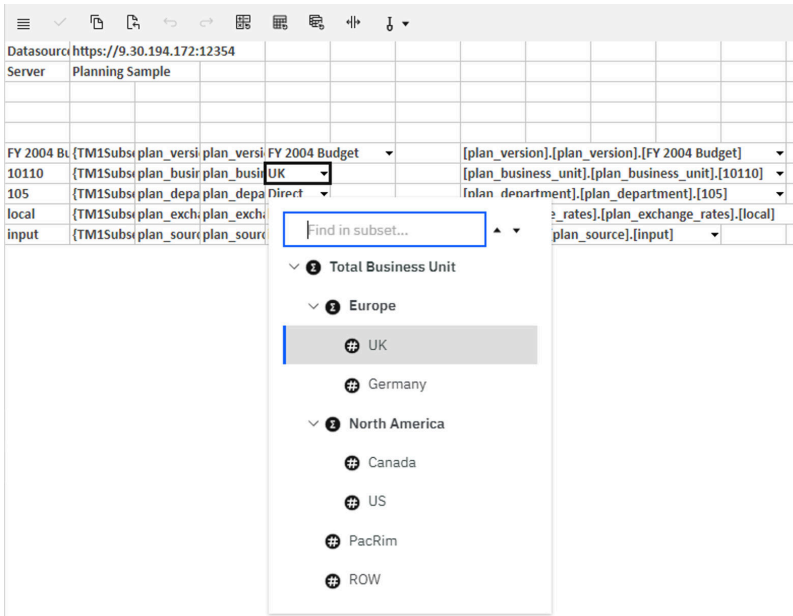 Datasource https://9.30.194.172:12354
Server Planning Sample
FY 2004 Bu {TM1Subs plan_versi plan_versi FY 2004 Budget [plan_version].[plan_version].[FY 2004 Budget]
10110 {TM1Subs plan_busin plan_busin UK [plan_business_unit].[plan_business_unit].[10110]
105 {TM1Subs plan_depa plan_depa Direct [plan_department].[plan_department].[105]
local {TM1Subs plan_exch plan_exch e_rates].[plan_exchange_rates].[local]
input {TM1Subs plan_sour plan_sour plan_source].[input]
Find in subset...
Total Business Unit
Europe
UK
Germany
North America
Canada
US
PacRim
ROW